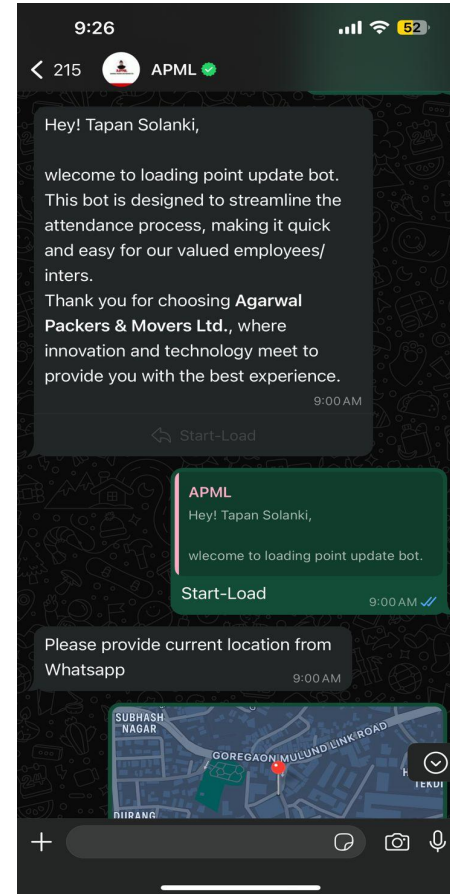 9:26
52
215
APML
Hey! Tapan Solanki,
wlecome to loading point update bot.
This bot is designed to streamline the
attendance process, making it quick
and easy for our valued employees/
inters.
Thank you for choosing Agarwal
Packers & Movers Ltd., where
innovation and technology meet to
provide you with the best experience.
9:00 AM
Start-Load
APML
Hey! Tapan Solanki,
wlecome to loading point update bot.
Start-Load
9:00 AM
Please provide current location from
Whatsapp
9:00 AM
SUBHASH
NAGAR
GOREGAON MULUND LINK ROAD
H
TEKDI
DURANG